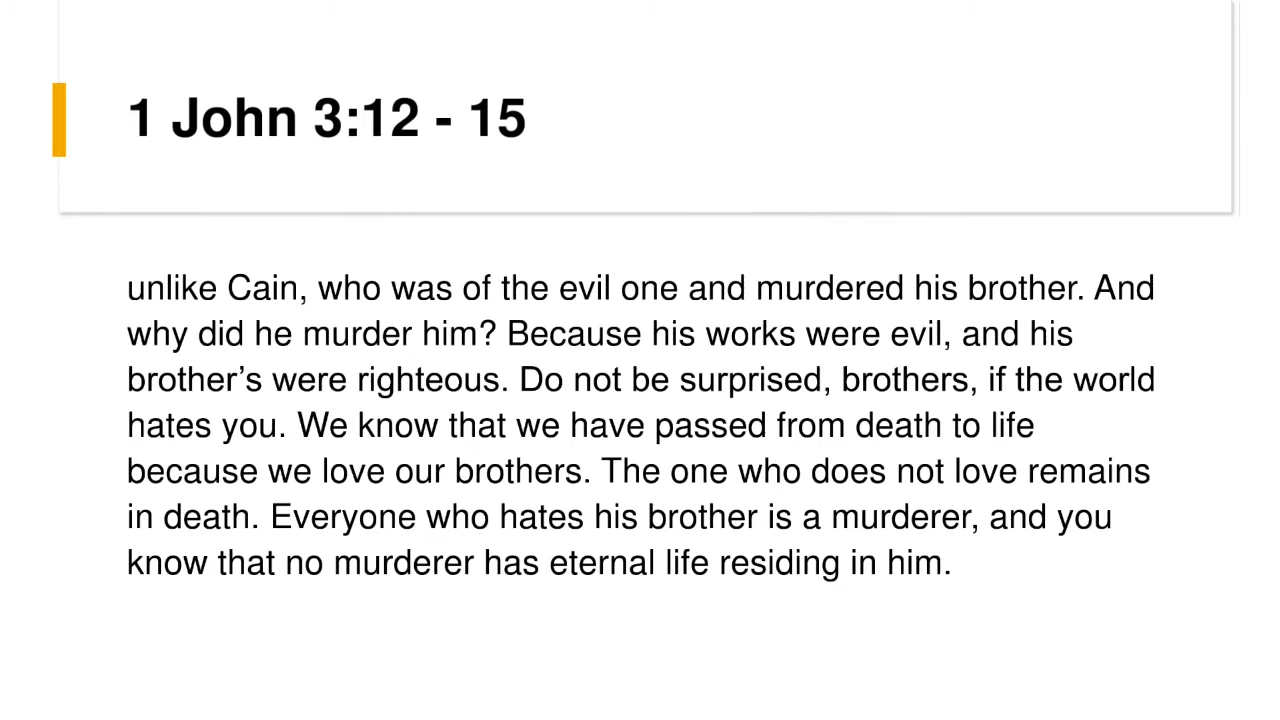 1 John 3:12 - 15
unlike Cain, who was of the evil one and murdered his brother. And
why did he murder him? Because his works were evil, and his
brother’s were righteous. Do not be surprised, brothers, if the world
hates you. We know that we have passed from death to life
because we love our brothers. The one who does not love remains
in death. Everyone who hates his brother is a murderer, and you
know that no murderer has eternal life residing in him.